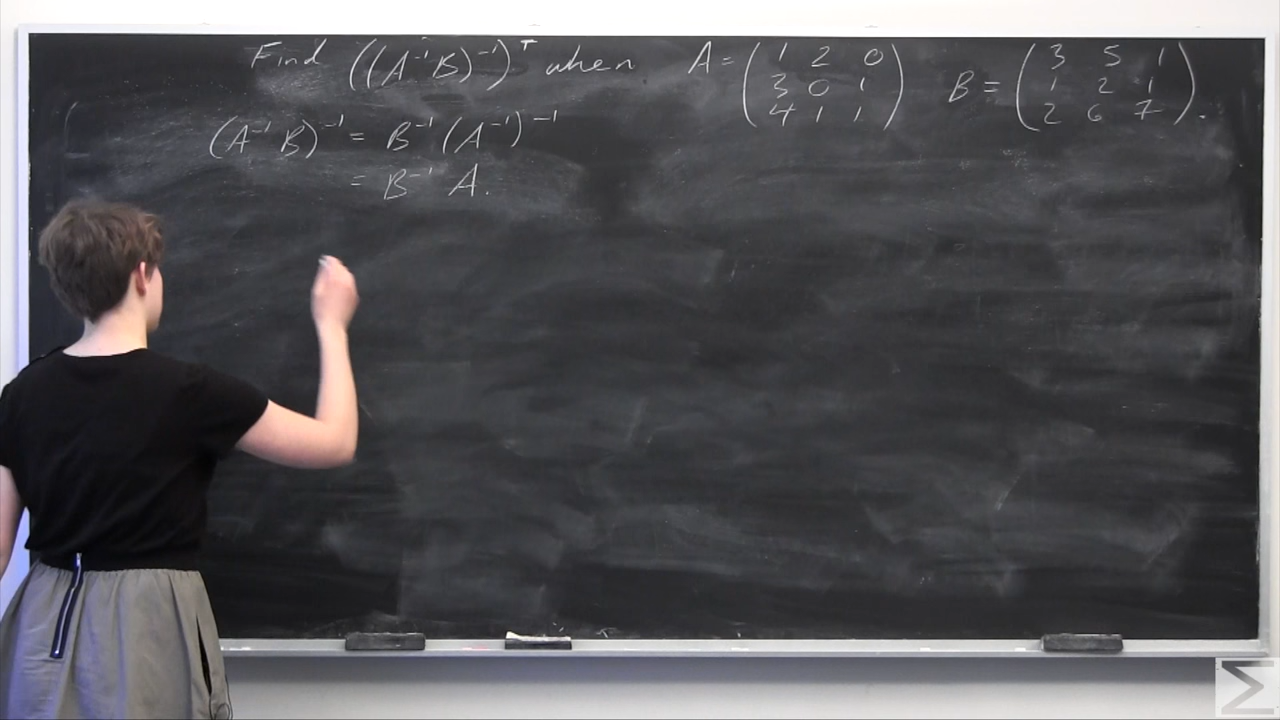 Find ((A⁻¹B)⁻¹)ᵀ when A = (1 2 0
3 0 1
4 1 1) B = (3 5 1
1 2 1
2 6 7).
(A⁻¹B)⁻¹ = B⁻¹(A⁻¹)⁻¹
= B⁻¹A.
Σ